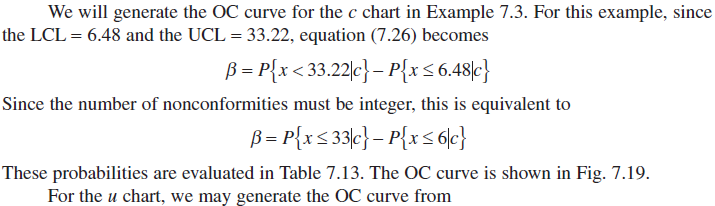 We will generate the OC curve for the c chart in Example 7.3. For this example, since
the LCL = 6.48 and the UCL = 33.22, equation (7.26) becomes
β = P{x < 33.22|c} – P{x ≤ 6.48|c}
Since the number of nonconformities must be integer, this is equivalent to
β = P{x ≤ 33|c} – P{x ≤ 6|c}
These probabilities are evaluated in Table 7.13. The OC curve is shown in Fig. 7.19.
For the u chart, we may generate the OC curve from